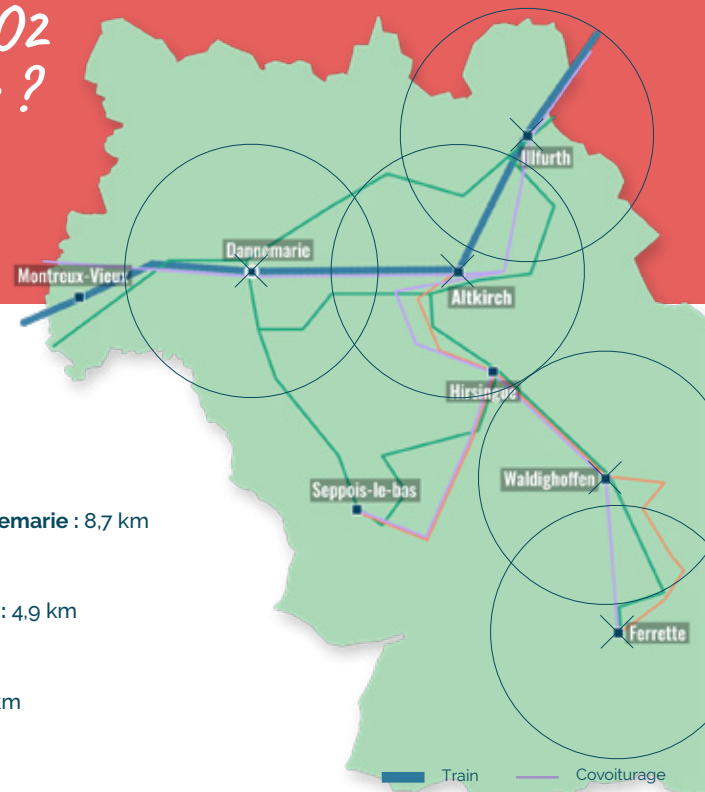 O2
?
Illfurth
Dannemarie
Montreux-Vieux
Altkirch
Hirsingue
Waldighoffen
Seppois-le-bas
emarie : 8,7 km
: 4,9 km
km
Ferrette
Train
Covoiturage